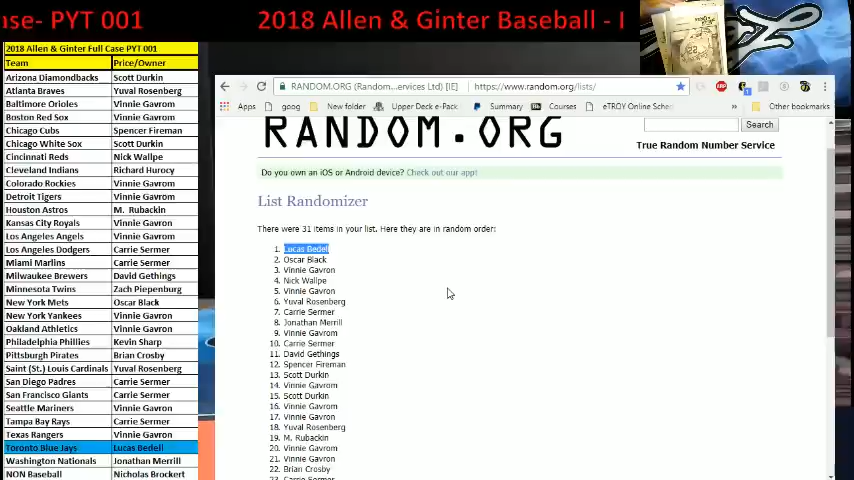 ase- PYT 001
2018 Allen & Ginter Baseball -
2018 Allen & Ginter Full Case PYT 001
Team Price/Owner
Arizona Diamondbacks Scott Durkin
Atlanta Braves Yuval Rosenberg
Baltimore Orioles Vinnie Gavrom
Boston Red Sox Vinnie Gavrom
Chicago Cubs Spencer Fireman
Chicago White Sox Scott Durkin
Cincinnati Reds Nick Wallpe
Cleveland Indians Richard Hurocy
Colorado Rockies Vinnie Gavrom
Detroit Tigers Vinnie Gavrom
Houston Astros M. Rubackin
Kansas City Royals Vinnie Gavron
Los Angeles Angels Vinnie Gavrom
Los Angeles Dodgers Carrie Sermer
Miami Marlins Carrie Sermer
Milwaukee Brewers David Gethings
Minnesota Twins Zach Piepenburg
New York Mets Oscar Black
New York Yankees Vinnie Gavron
Oakland Athletics Vinnie Gavrom
Philadelphia Phillies Kevin Sharp
Pittsburgh Pirates Brian Crosby
Saint (St.) Louis Cardinals Yuval Rosenberg
San Diego Padres Carrie Sermer
San Francisco Giants Carrie Sermer
Seattle Mariners Vinnie Gavrom
Tampa Bay Rays Carrie Sermer
Texas Rangers Vinnie Gavron
Toronto Blue Jays Lucas Bedell
Washington Nationals Jonathan Merrill
NON Baseball Nicholas Brockert
RANDOM.ORG (Random...ervices Ltd) [IE] https://www.random.org/lists/
Apps goog New folder Upper Deck e-Pack Summary Courses eTROY Online Sche Other bookmarks
RANDOM.ORG
Search
True Random Number Service
Do you own an iOS or Android device? Check out our app!
List Randomizer
There were 31 items in your list. Here they are in random order:
1. Lucas Bedell
2. Oscar Black
3. Vinnie Gavron
4. Nick Wallpe
5. Vinnie Gavron
6. Yuval Rosenberg
7. Carrie Sermer
8. Jonathan Merrill
9. Vinnie Gavrom
10. Carrie Sermer
11. David Gethings
12. Spencer Fireman
13. Scott Durkin
14. Vinnie Gavrom
15. Scott Durkin
16. Vinnie Gavrom
17. Vinnie Gavron
18. Yuval Rosenberg
19. M. Rubackin
20. Vinnie Gavrom
21. Vinnie Gavrom
22. Brian Crosby